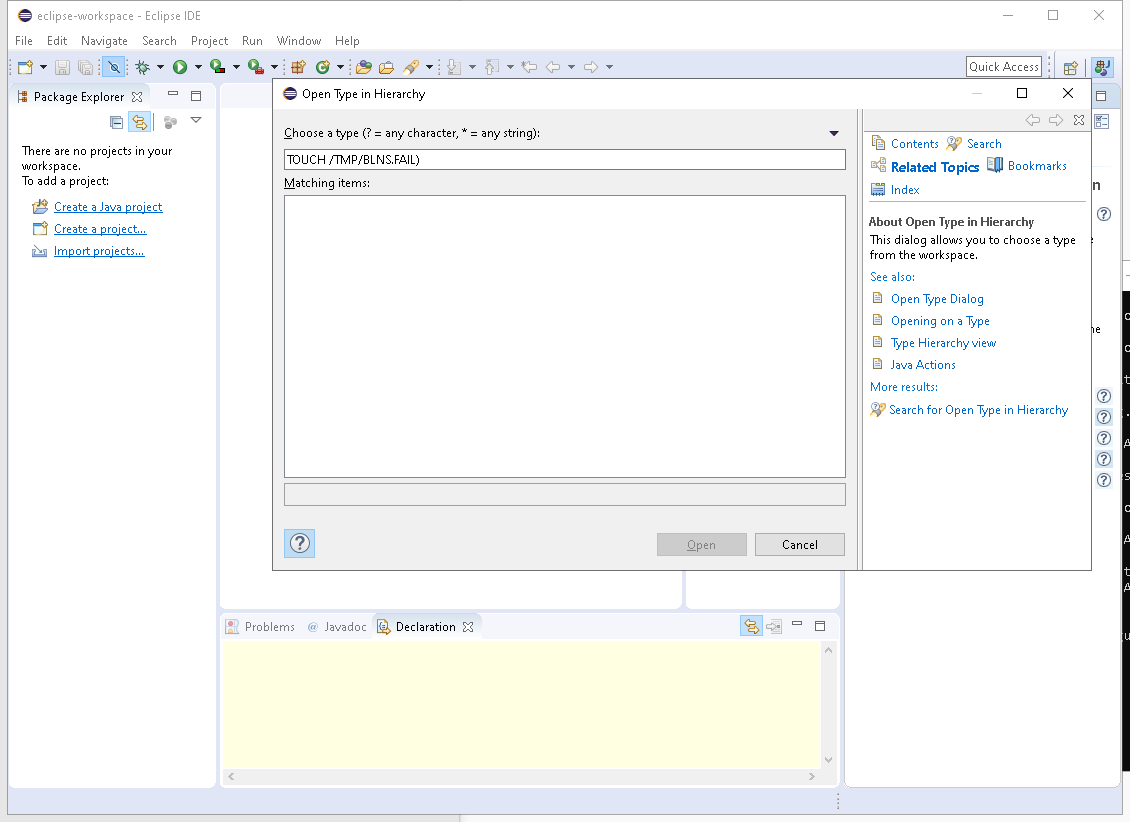 eclipse-workspace - Eclipse IDE
File Edit Navigate Search Project Run Window Help
Quick Access
Package Explorer
There are no projects in your
workspace.
To add a project:
Create a Java project
Create a project...
Import projects...
Open Type in Hierarchy
Choose a type (? = any character, * = any string):
TOUCH /TMP/BLNS.FAIL)
Matching items:
Open Cancel
Contents Search
Related Topics Bookmarks
Index
About Open Type in Hierarchy
This dialog allows you to choose a type
from the workspace.
See also:
Open Type Dialog
Opening on a Type
Type Hierarchy view
Java Actions
More results:
Search for Open Type in Hierarchy
Problems @ Javadoc Declaration